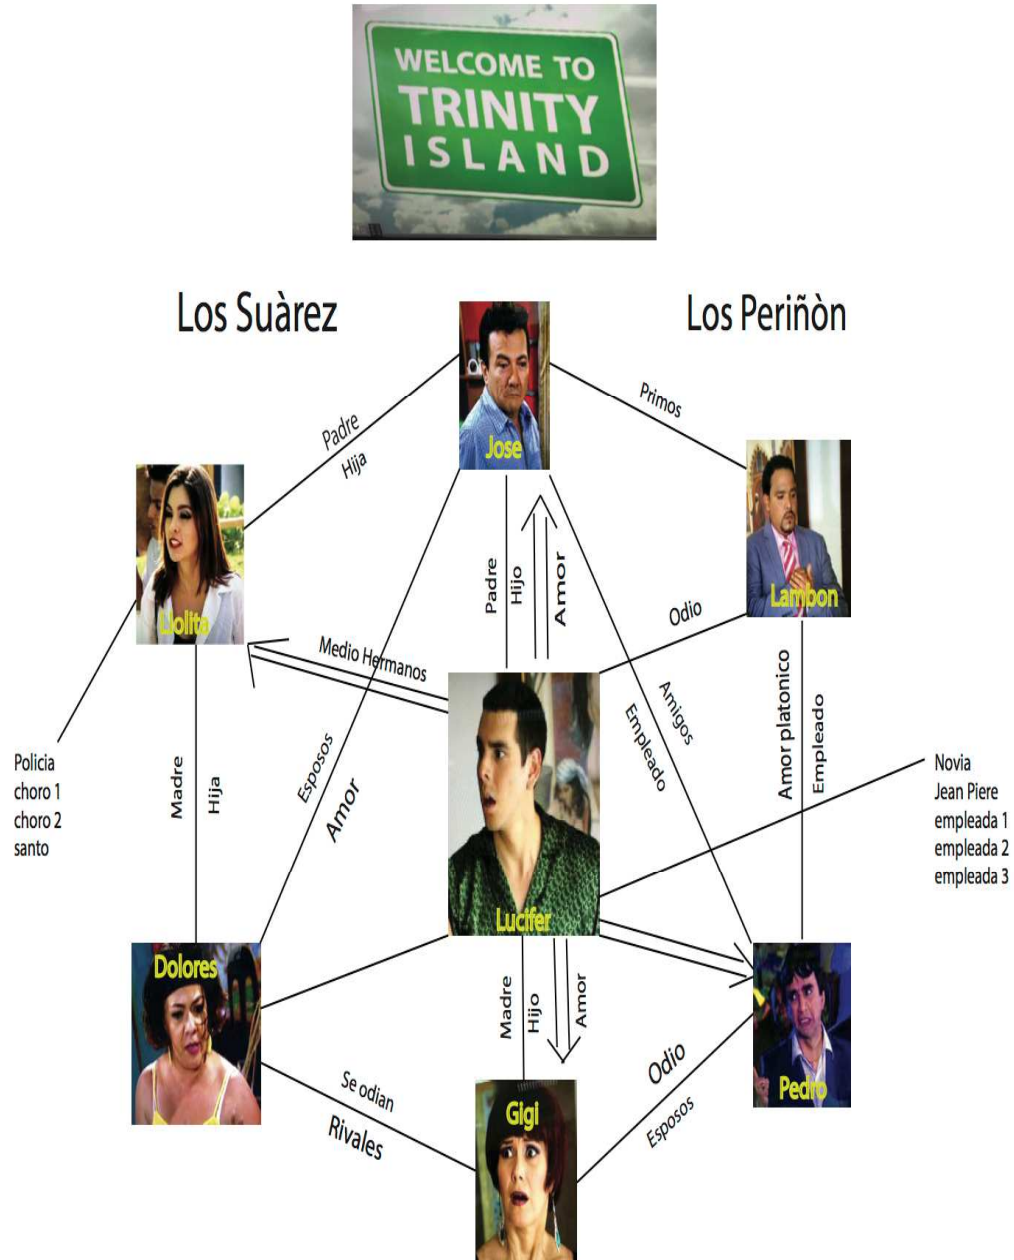 WELCOME TO
TRINITY
ISLAND
Los Suàrez
Los Periñòn
Jose
Padre
Hija
Primos
Llolita
Lambon
Padre
Hijo
Amor
Odio
Medio Hermanos
Esposos
Amor
Amigos
Empleado
Amor platonico
Empleado
Policia
choro 1
choro 2
santo
Madre
Hija
Novia
Jean Piere
empleada 1
empleada 2
empleada 3
Lucifer
Dolores
Madre
Hijo
Amor
Pedro
Se odian
Rivales
Gigi
Odio
Esposos